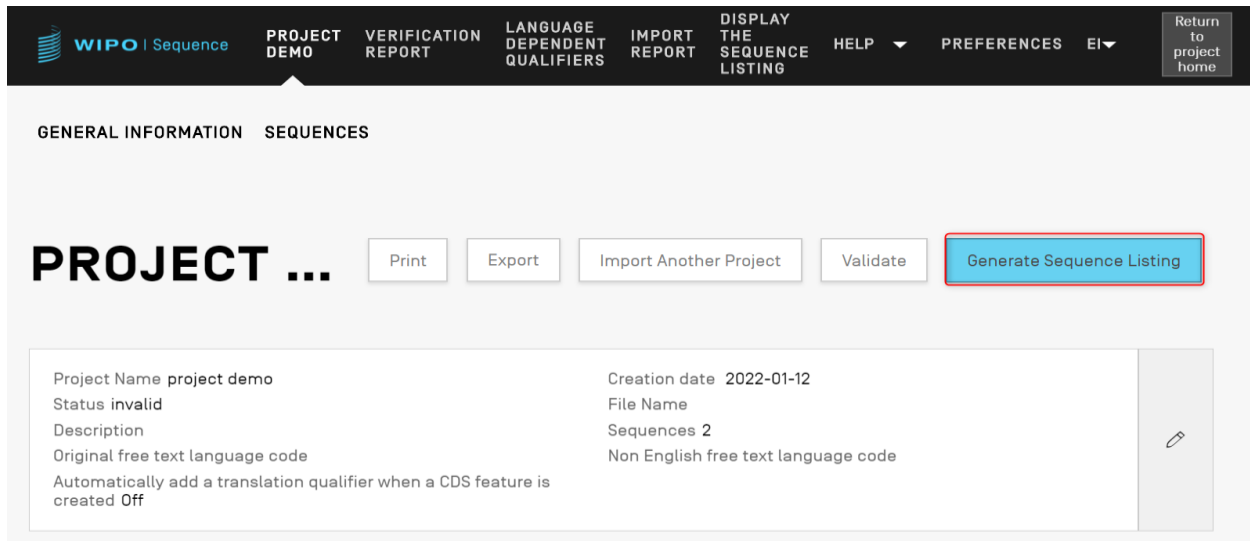 WIPO | Sequence
PROJECT DEMO
VERIFICATION REPORT
LANGUAGE DEPENDENT QUALIFIERS
IMPORT REPORT
DISPLAY THE SEQUENCE LISTING
HELP
PREFERENCES
Return to project home
GENERAL INFORMATION SEQUENCES
PROJECT ...
Print
Export
Import Another Project
Validate
Generate Sequence Listing
Project Name project demo
Status invalid
Description
Original free text language code
Automatically add a translation qualifier when a CDS feature is
created Off
Creation date 2022-01-12
File Name
Sequences 2
Non English free text language code